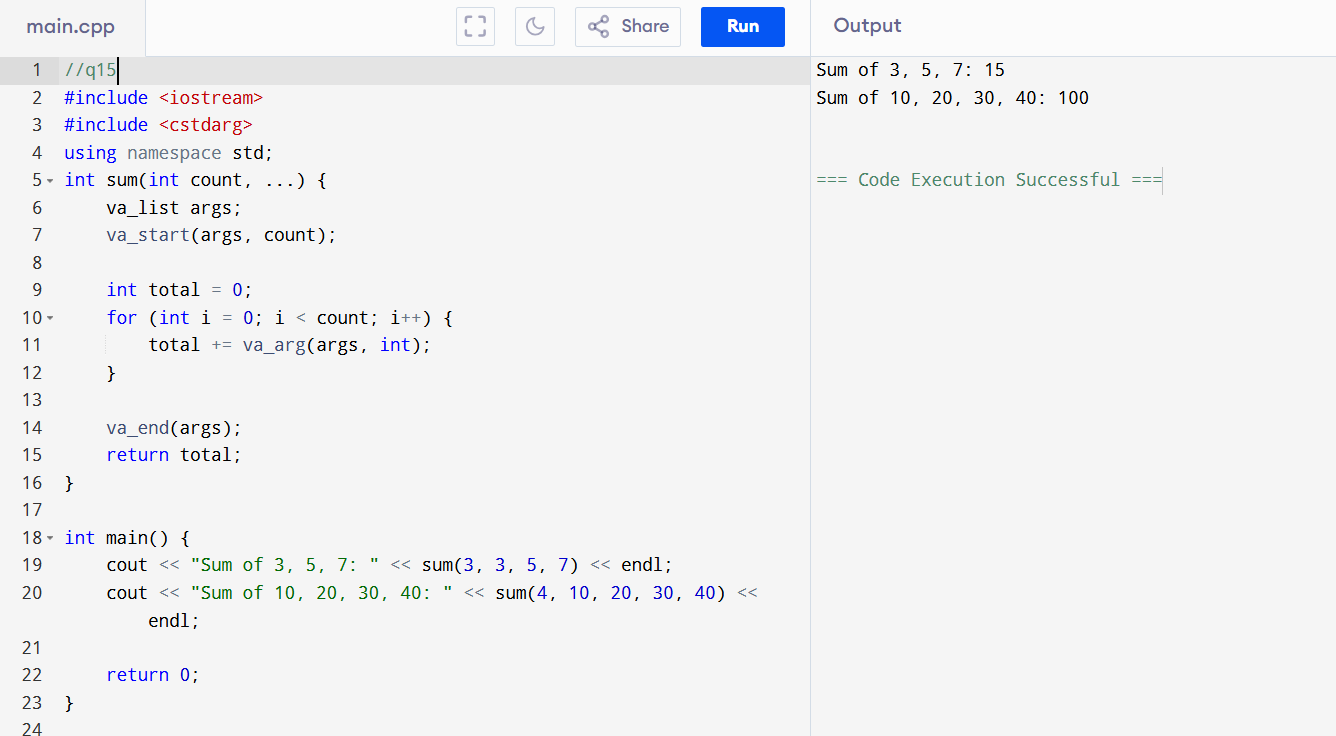 main.cpp
Share
Run
Output
1 //q15
2 #include <iostream>
3 #include <cstdarg>
4 using namespace std;
5 int sum(int count, ...) {
6     va_list args;
7     va_start(args, count);
8
9     int total = 0;
10     for (int i = 0; i < count; i++) {
11         total += va_arg(args, int);
12     }
13
14     va_end(args);
15     return total;
16 }
17
18 int main() {
19     cout << "Sum of 3, 5, 7: " << sum(3, 3, 5, 7) << endl;
20     cout << "Sum of 10, 20, 30, 40: " << sum(4, 10, 20, 30, 40) <<
        endl;
21
22     return 0;
23 }
24
Sum of 3, 5, 7: 15
Sum of 10, 20, 30, 40: 100
=== Code Execution Successful ===